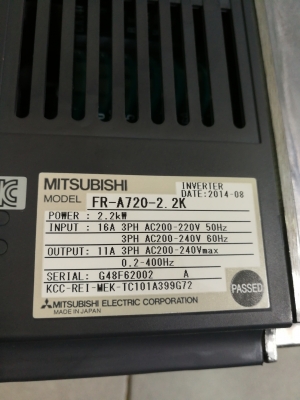 MITSUBISHI INVERTER
MODEL FR-A720-2.2K DATE:2014-08
POWER : 2.2kW
INPUT : 16A 3PH AC200-220V 50Hz
3PH AC200-240V 60Hz
OUTPUT: 11A 3PH AC200-240Vmax
0.2-400Hz
SERIAL: G48F62002 A
PASSED
KCC-REI-MEK-TC101A399G72
MITSUBISHI ELECTRIC CORPORATION
MADE IN JAPAN